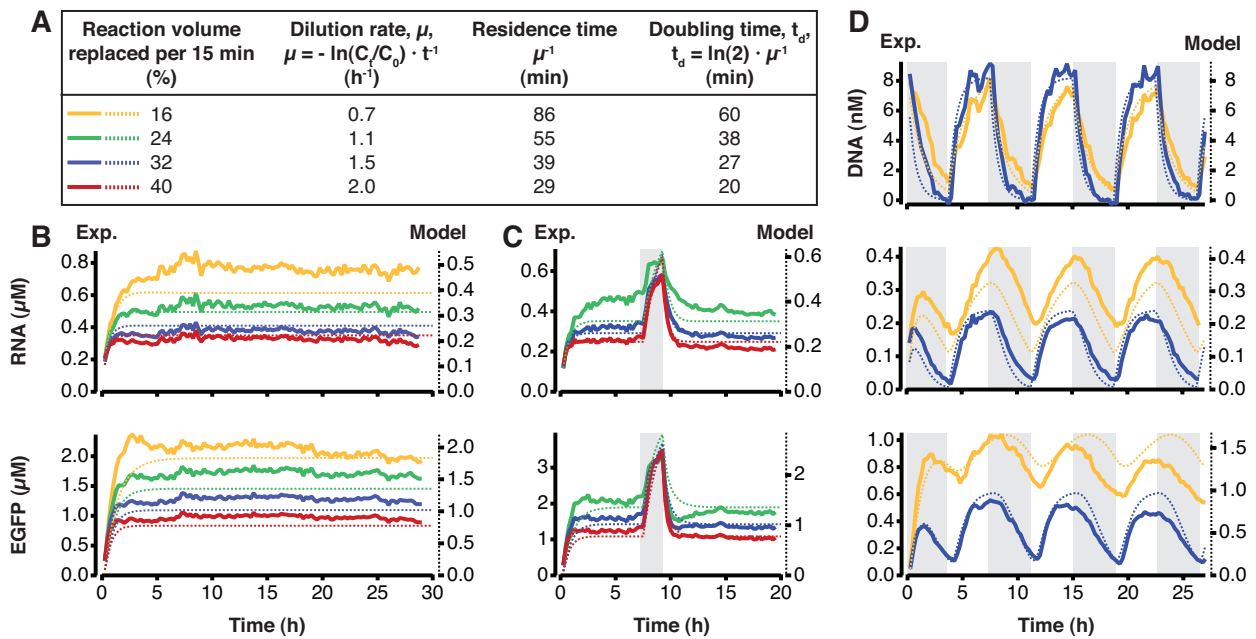 A
Reaction volume replaced per 15 min (%)
Dilution rate, μ, μ = - ln(Ct/C0) · t-1 (h-1)
Residence time μ-1 (min)
Doubling time, td, td = ln(2) · μ-1 (min)
16 0.7 86 60
24 1.1 55 38
32 1.5 39 27
40 2.0 29 20
B
Exp. Model
RNA (μM)
0.8
0.6
0.4
0.2
0.0
0.5
0.4
0.3
0.2
0.1
0.0
EGFP (μM)
2.0
1.5
1.0
0.5
0.0
2.0
1.5
1.0
0.5
0.0
0 5 10 15 20 25 30
Time (h)
C
Exp. Model
0.6
0.4
0.2
0.0
0.6
0.4
0.2
0.0
3
2
1
0
2
1
0
0 5 10 15 20
Time (h)
D
Exp. Model
DNA (nM)
8
6
4
2
0
8
6
4
2
0
0 5 10 15 20 25
0.4
0.3
0.2
0.1
0.0
0.4
0.3
0.2
0.1
0.0
1.0
0.8
0.6
0.4
0.2
0.0
1.5
1.0
0.5
0.0
0 5 10 15 20 25
Time (h)